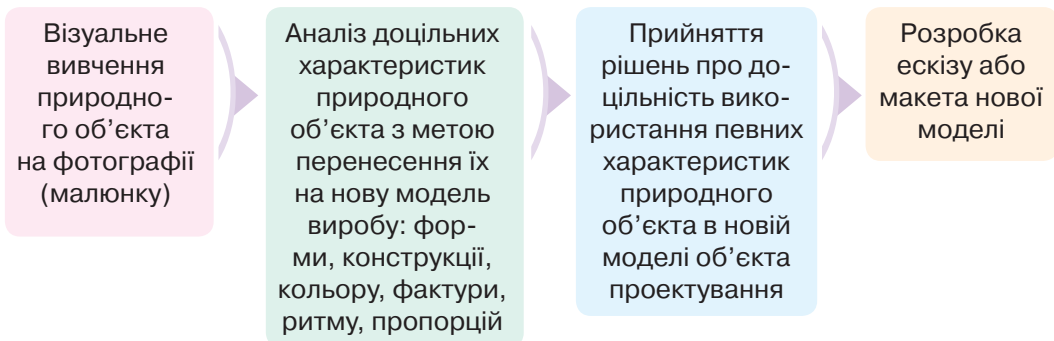 Візуальне
вивчення
природно-
го об’єкта
на фотографії
(малюнку)
Аналіз доцільних
характеристик
природного
об’єкта з метою
перенесення їх
на нову модель
виробу: фор-
ми, конструкції,
кольору, фактури,
ритму, пропорцій
Прийняття
рішень про до-
цільність вико-
ристання певних
характеристик
природного
об’єкта в новій
моделі об’єкта
проектування
Розробка
ескізу або
макета нової
моделі